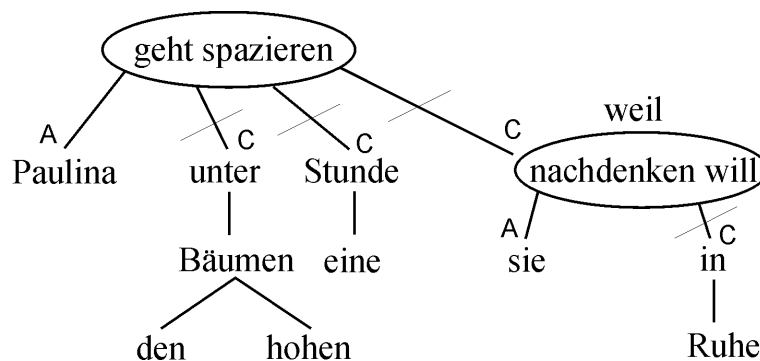 geht spazieren
weil
A C C C
Paulina unter Stunde nachdenken will
A C
Bäumen eine sie in
den hohen Ruhe